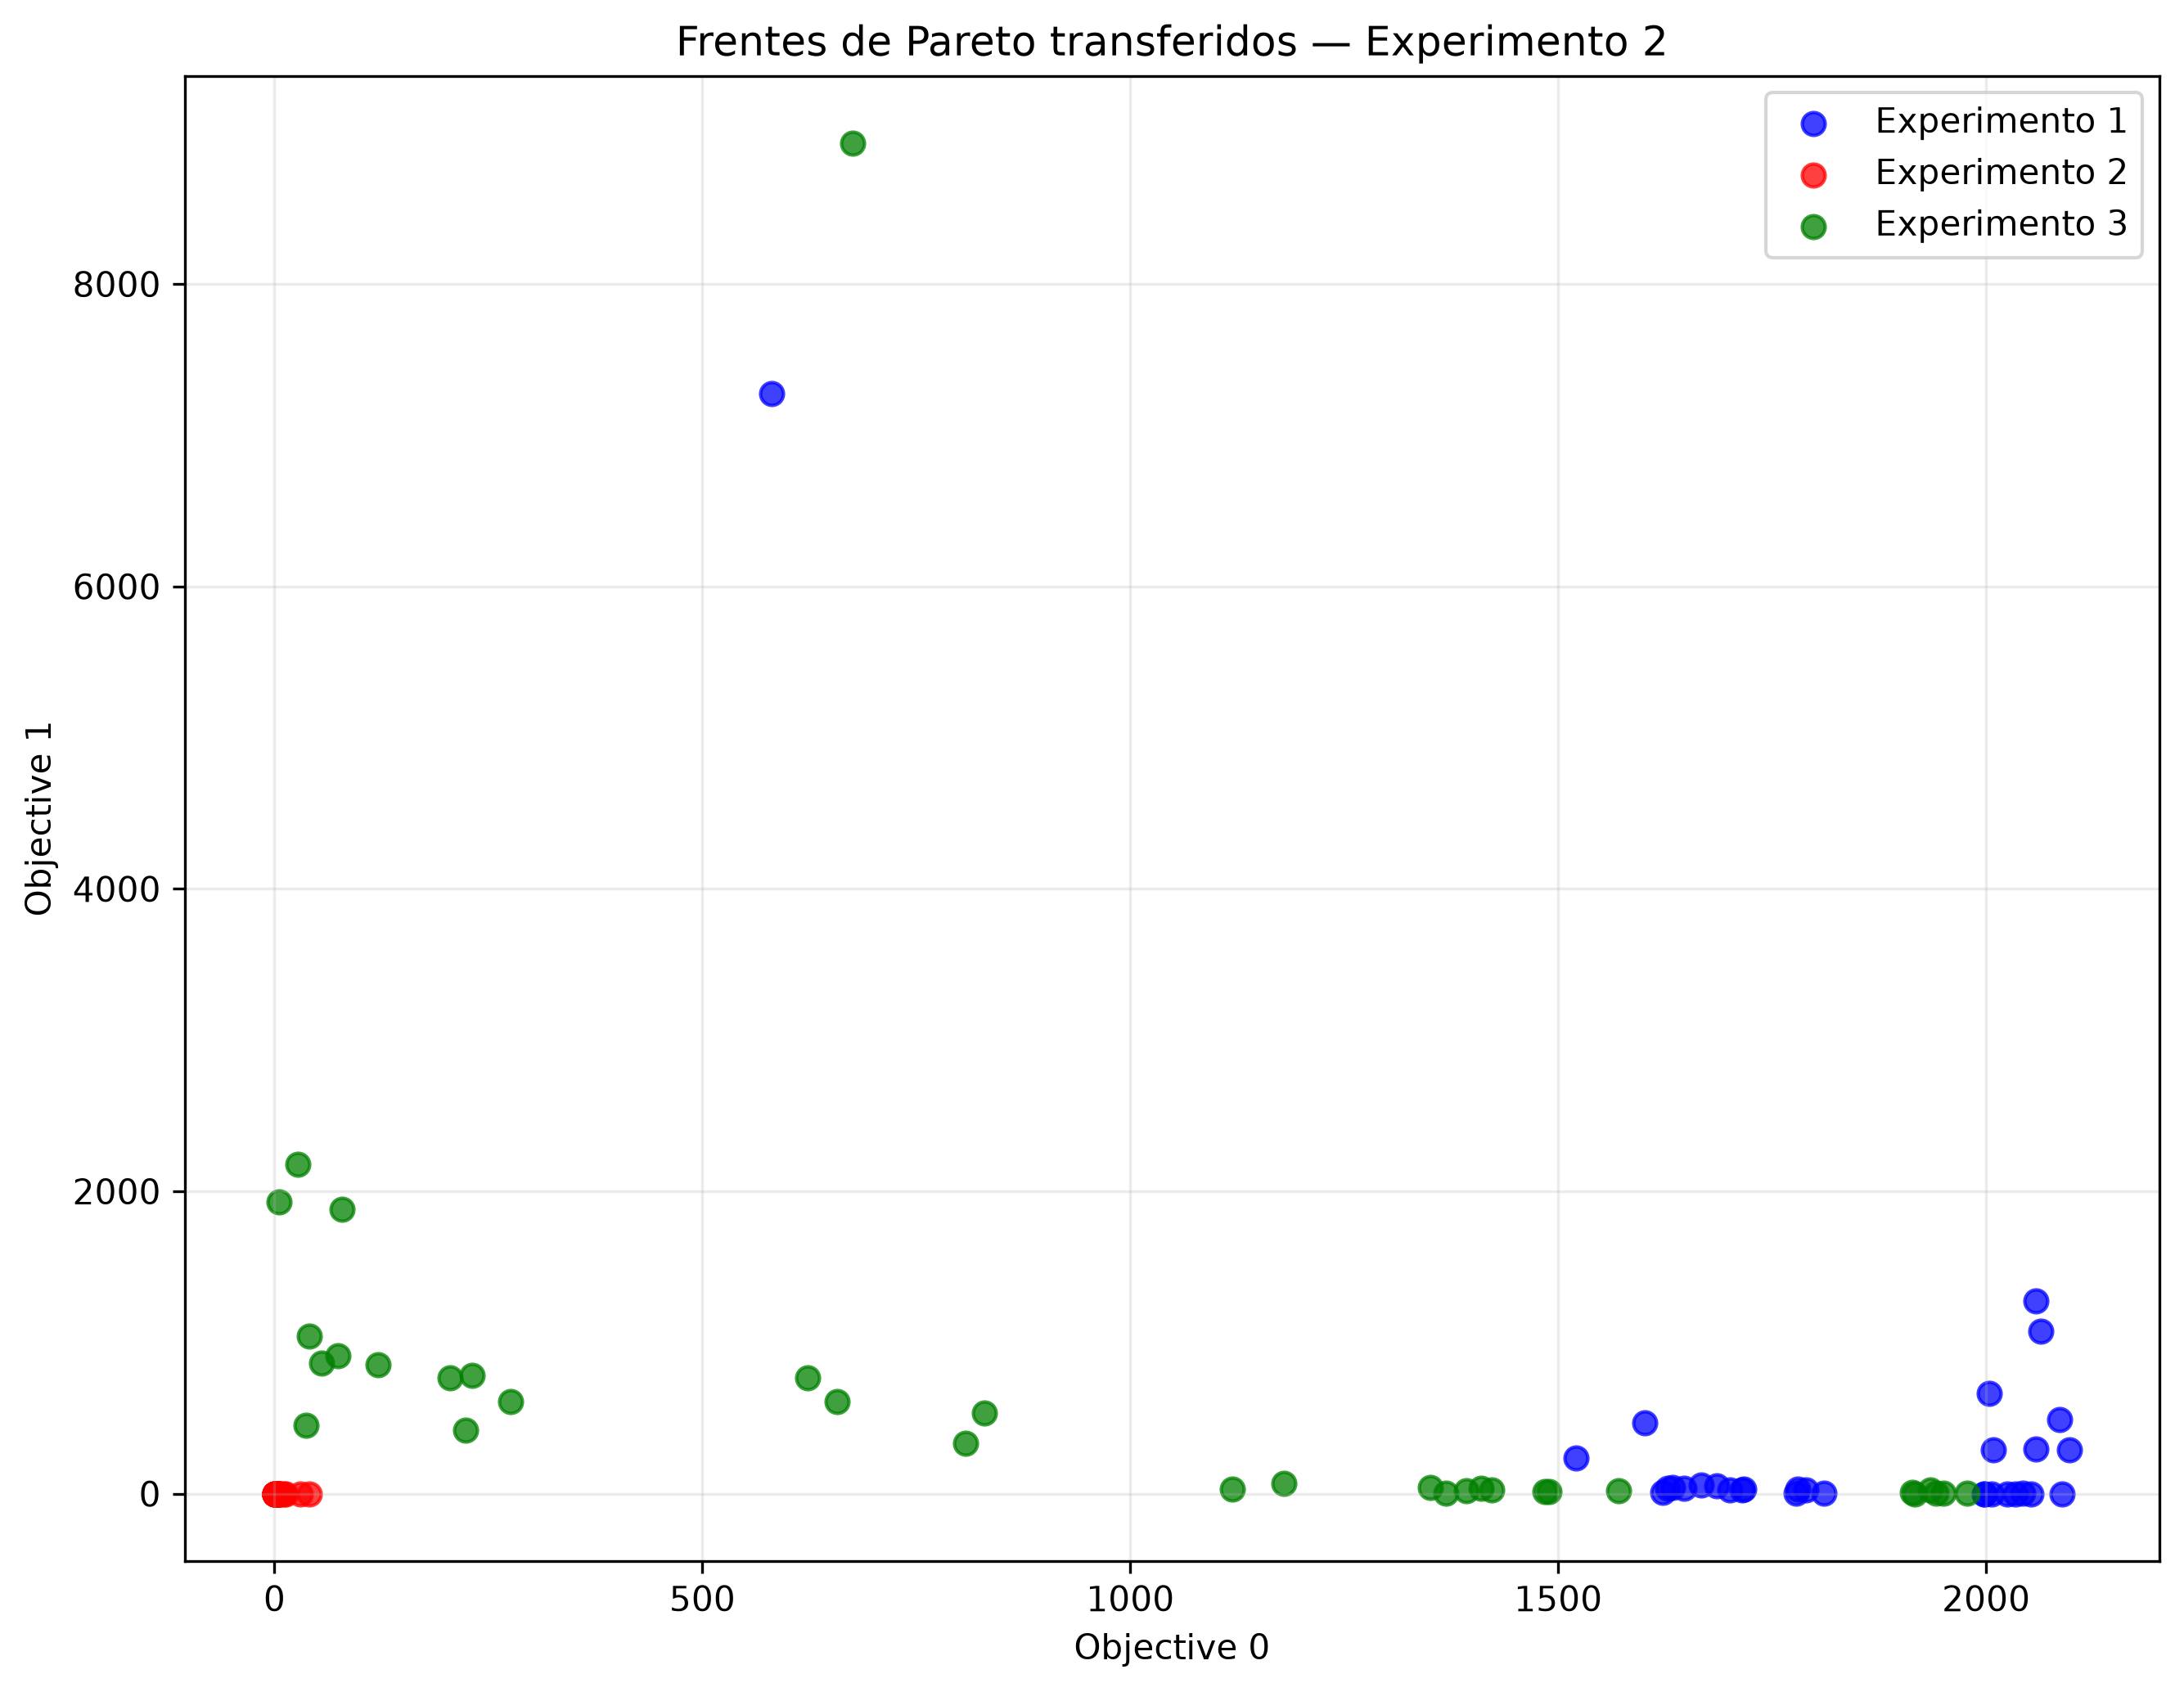 Frentes de Pareto transferidos — Experimento 2
Experimento 1
Experimento 2
Experimento 3
8000
6000
4000
2000
0
Objective 1
0 500 1000 1500 2000
Objective 0